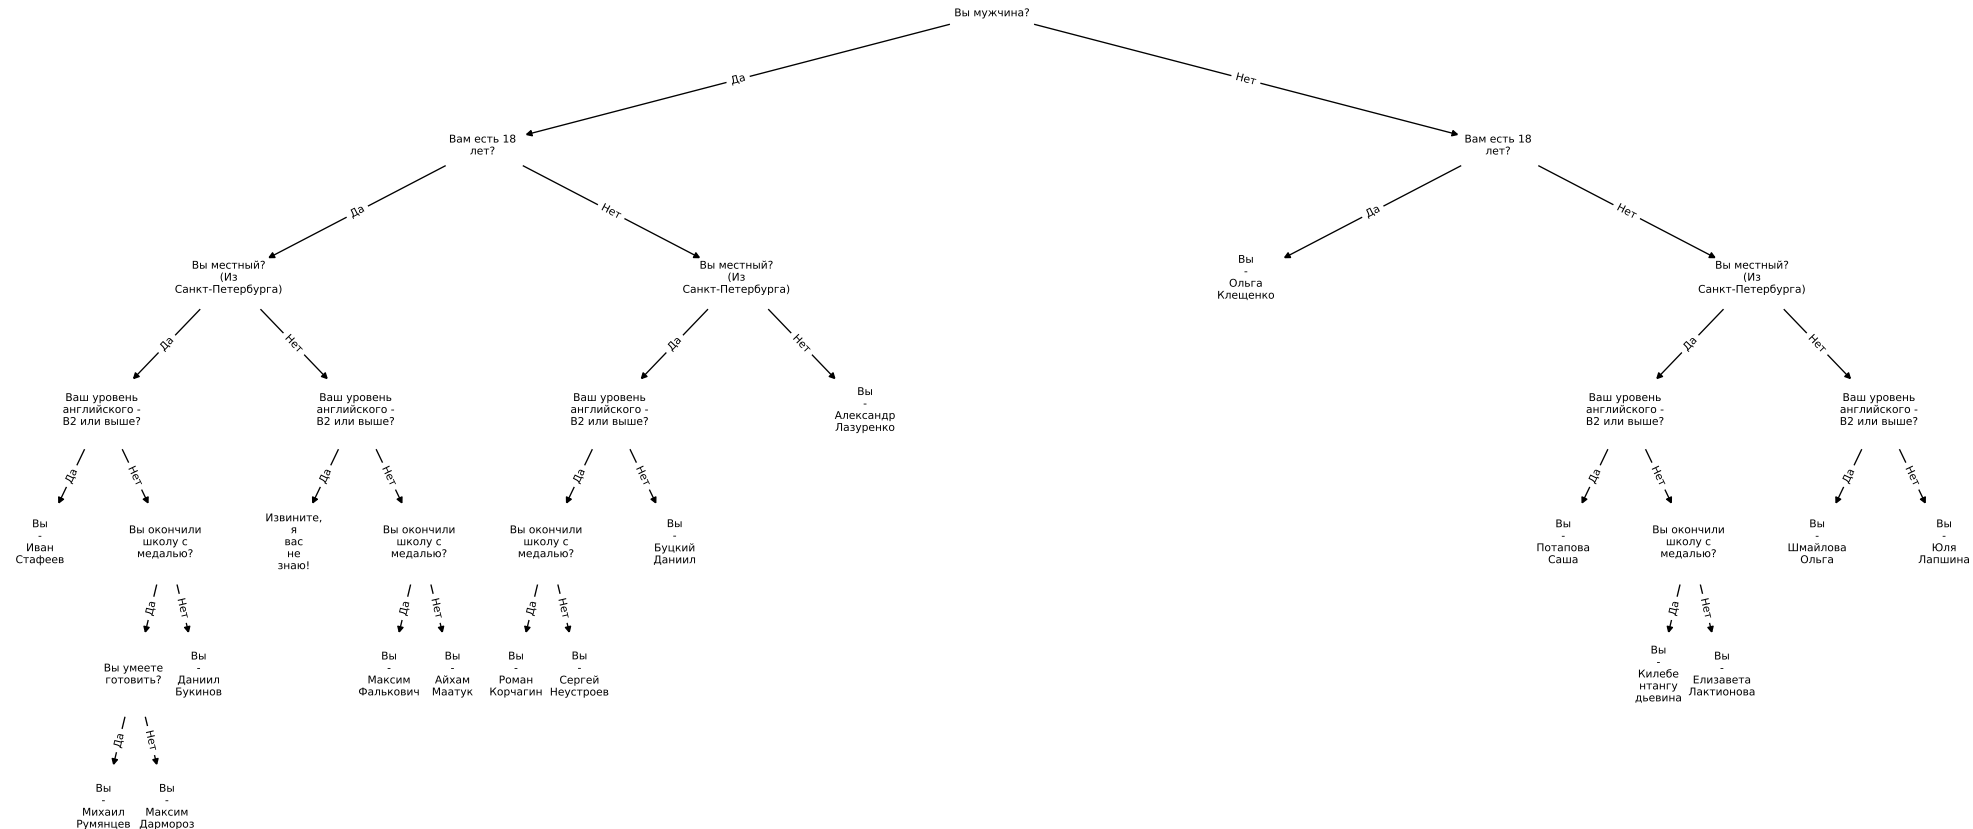 Вы мужчина?
Да
Нет
Вам есть 18
лет?
Вам есть 18
лет?
Да
Нет
Да
Нет
Вы местный?
(Из
Санкт-Петербурга)
Вы местный?
(Из
Санкт-Петербурга)
Вы
-
Ольга
Клещенко
Вы местный?
(Из
Санкт-Петербурга)
Да
Нет
Да
Нет
Да
Нет
Ваш уровень
английского -
B2 или выше?
Ваш уровень
английского -
B2 или выше?
Ваш уровень
английского -
B2 или выше?
Вы
-
Александр
Лазуренко
Ваш уровень
английского -
B2 или выше?
Ваш уровень
английского -
B2 или выше?
Да
Нет
Да
Нет
Да
Нет
Да
Нет
Да
Нет
Вы
-
Иван
Стафеев
Вы окончили
школу с
медалью?
Извините,
я
вас
не
знаю!
Вы окончили
школу с
медалью?
Вы окончили
школу с
медалью?
Вы
-
Буцкий
Даниил
Вы
-
Потапова
Саша
Вы окончили
школу с
медалью?
Вы
-
Шмайлова
Ольга
Вы
-
Юля
Лапшина
Да
Нет
Да
Нет
Да
Нет
Да
Нет
Вы умеете
готовить?
Вы
-
Даниил
Букинов
Вы
-
Максим
Фалькович
Вы
-
Айхам
Маатук
Вы
-
Роман
Корчагин
Вы
-
Сергей
Неустроев
Вы
-
Килебе
нтангу
дьевина
Вы
-
Елизавета
Лактионова
Да
Нет
Вы
-
Михаил
Румянцев
Вы
-
Максим
Дармороз